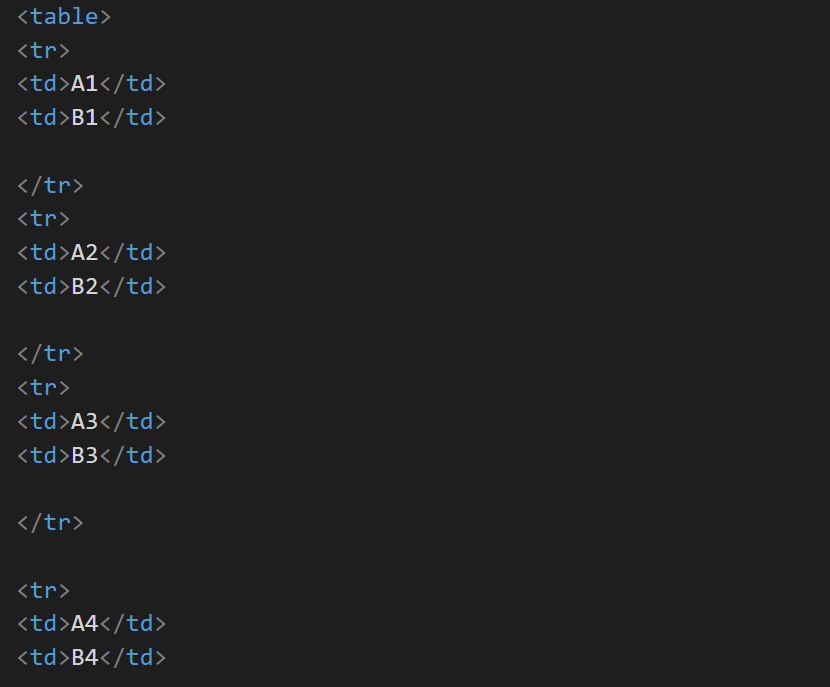 <table>
<tr>
<td>A1</td>
<td>B1</td>
</tr>
<tr>
<td>A2</td>
<td>B2</td>
</tr>
<tr>
<td>A3</td>
<td>B3</td>
</tr>
<tr>
<td>A4</td>
<td>B4</td>